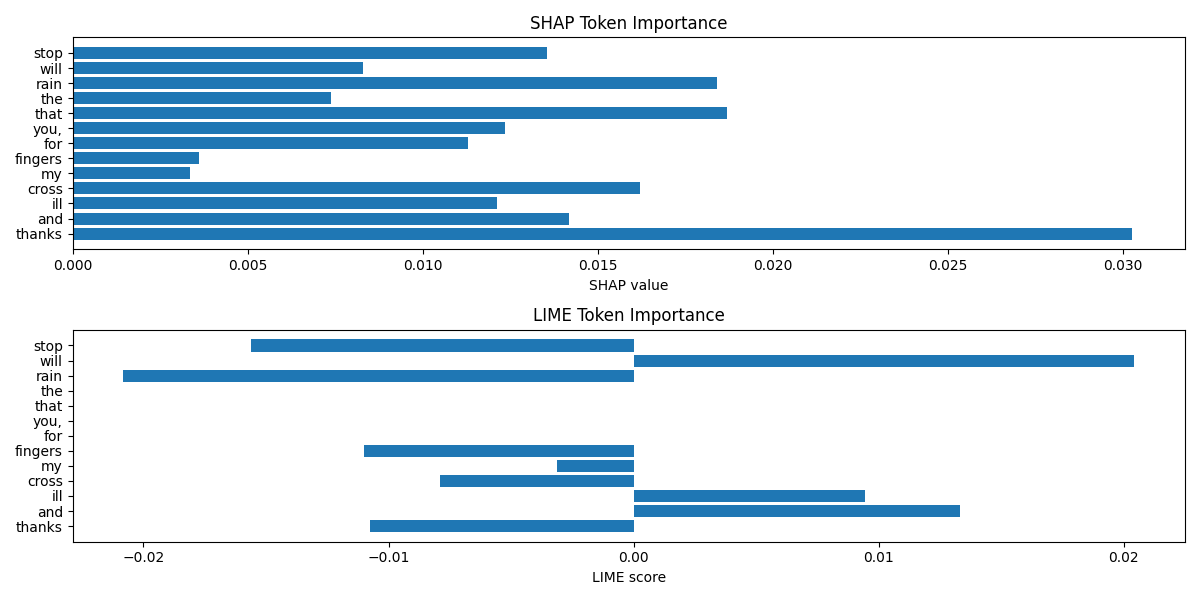 SHAP Token Importance
stop
will
rain
the
that
you,
for
fingers
my
cross
ill
and
thanks
0.000 0.005 0.010 0.015 0.020 0.025 0.030
SHAP value
LIME Token Importance
stop
will
rain
the
that
you,
for
fingers
my
cross
ill
and
thanks
−0.02 −0.01 0.00 0.01 0.02
LIME score